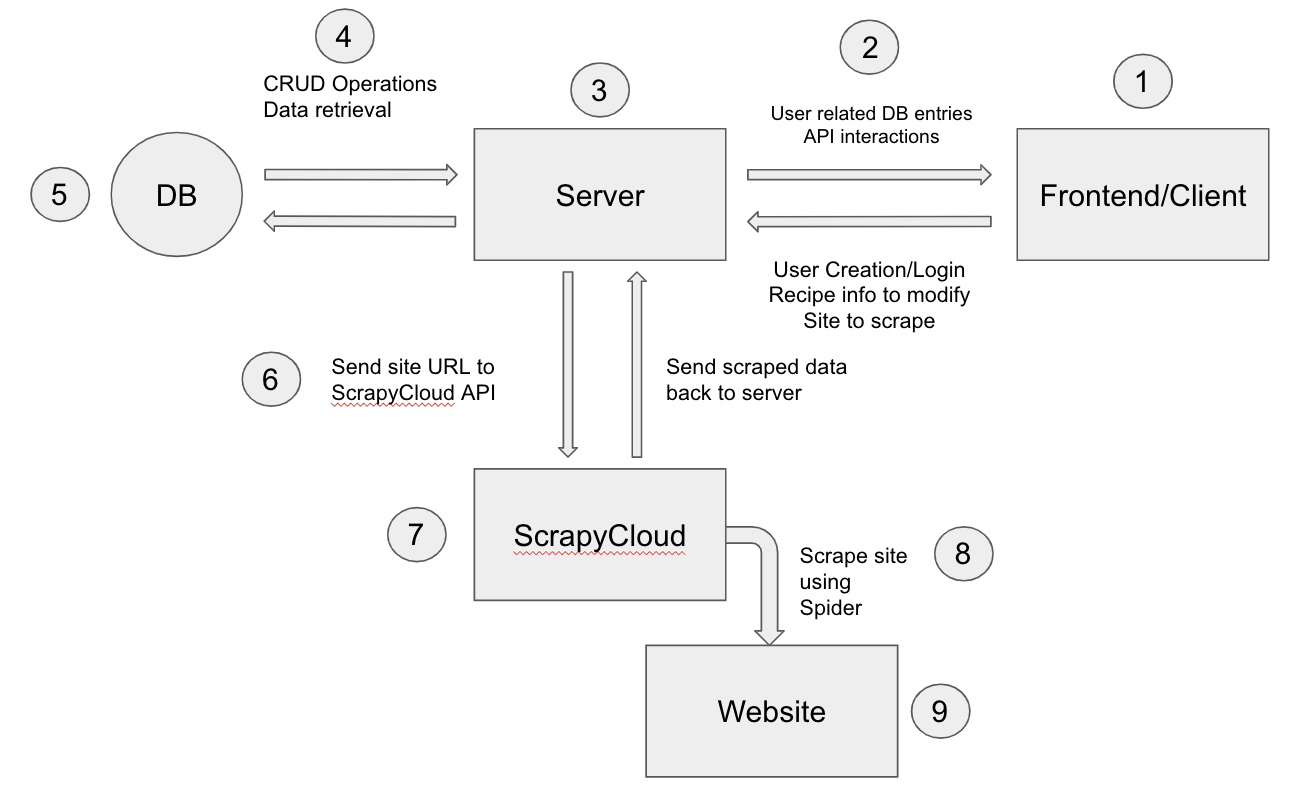 4
CRUD Operations
Data retrieval
2
3
1
User related DB entries
API interactions
5
DB
Server
Frontend/Client
User Creation/Login
Recipe info to modify
Site to scrape
6
Send site URL to
ScrapyCloud API
Send scraped data
back to server
7
ScrapyCloud
Scrape site
using
Spider
8
Website
9